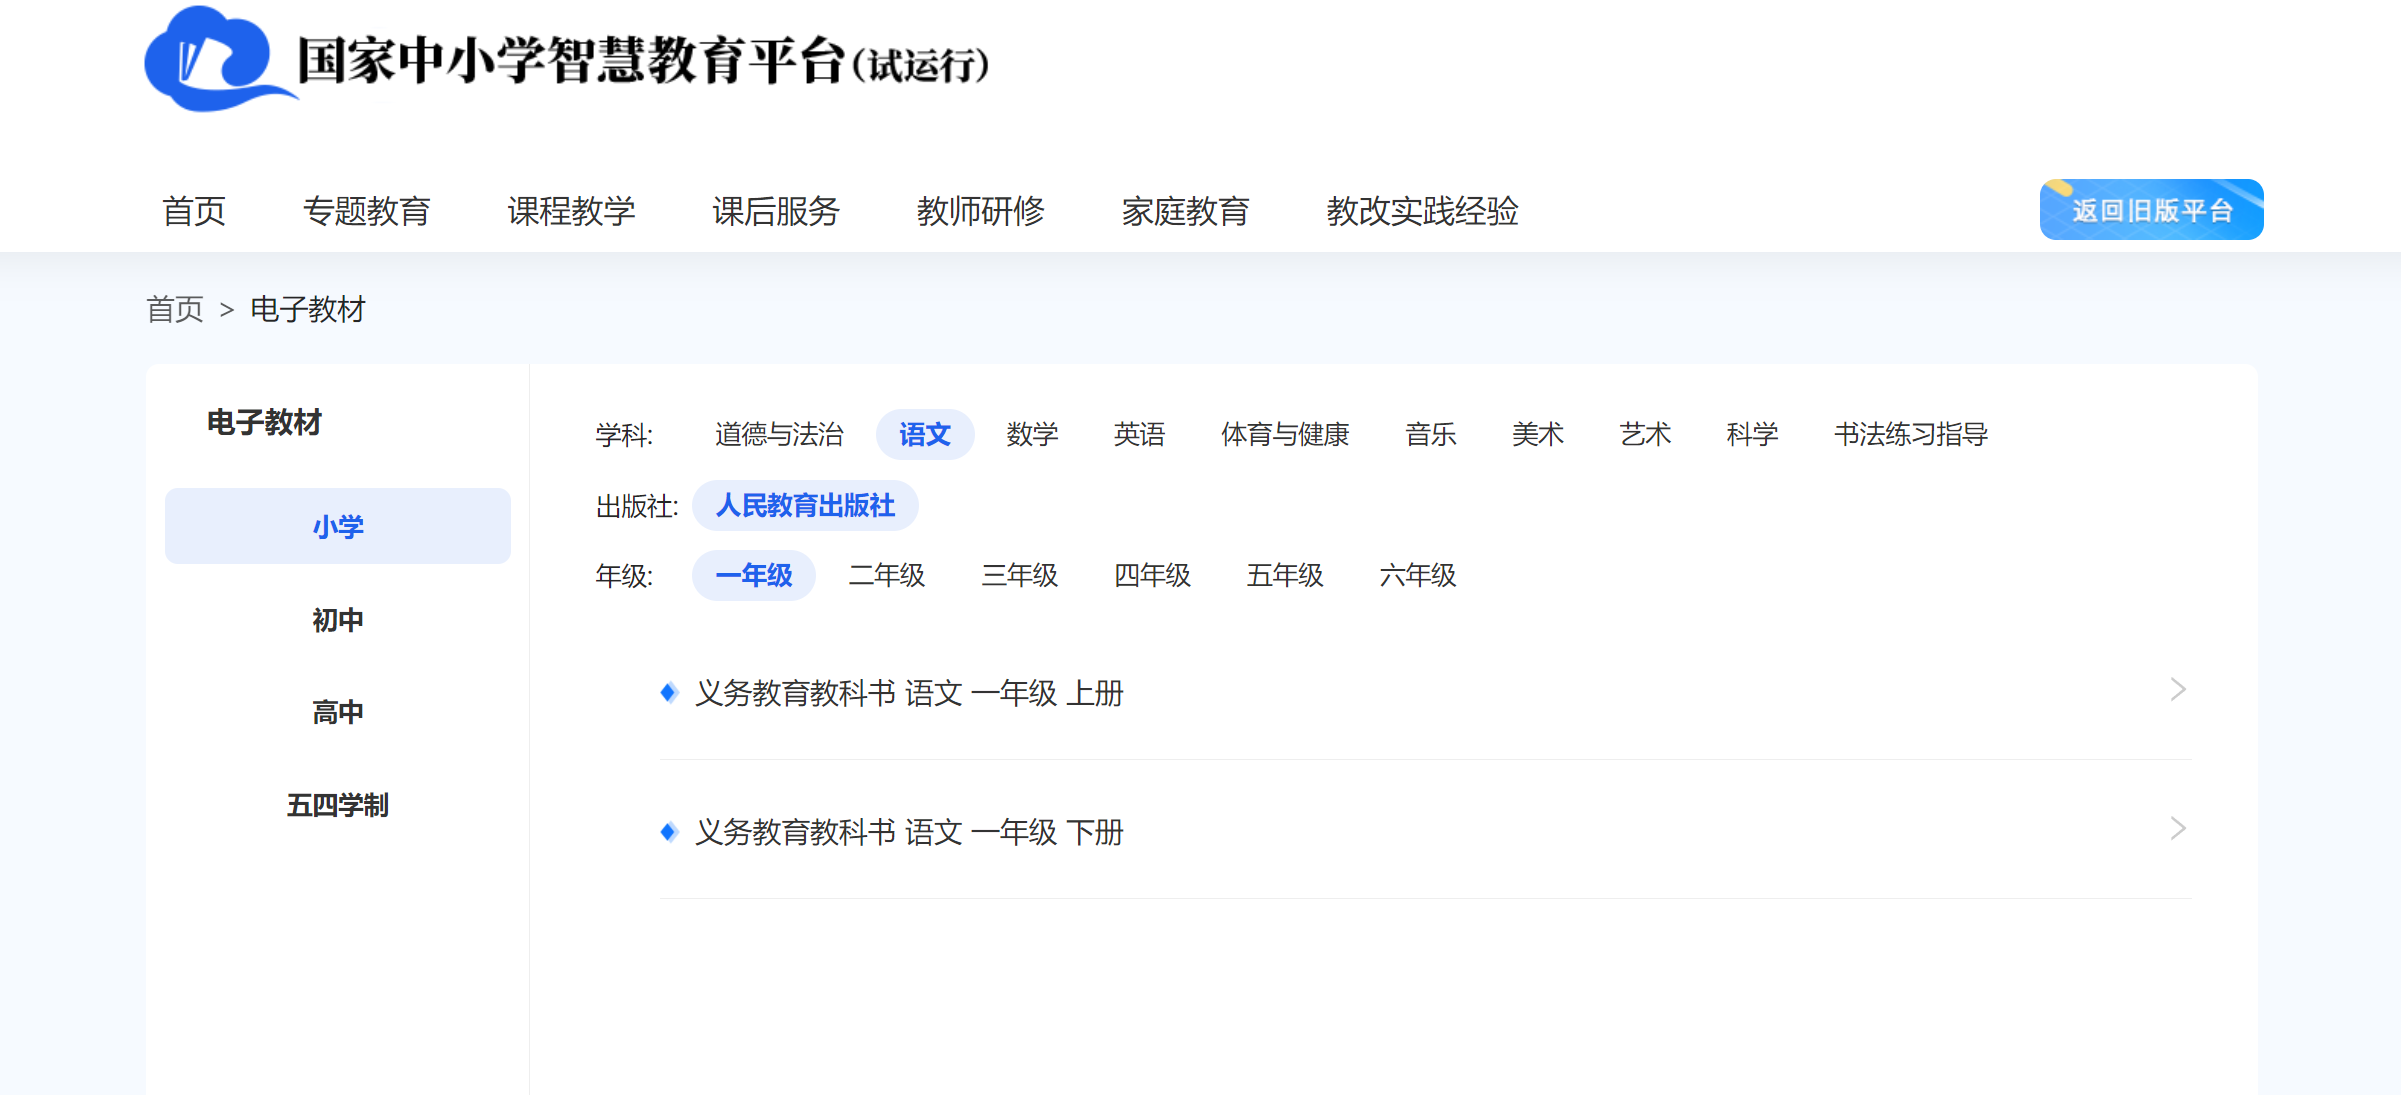 国家中小学智慧教育平台(试运行)
首页 专题教育 课程教学 课后服务 教师研修 家庭教育 教改实践经验 返回旧版平台
首页 > 电子教材
电子教材
小学
初中
高中
五四学制
学科: 道德与法治 语文 数学 英语 体育与健康 音乐 美术 艺术 科学 书法练习指导
出版社: 人民教育出版社
年级: 一年级 二年级 三年级 四年级 五年级 六年级
义务教育教科书 语文 一年级 上册
义务教育教科书 语文 一年级 下册